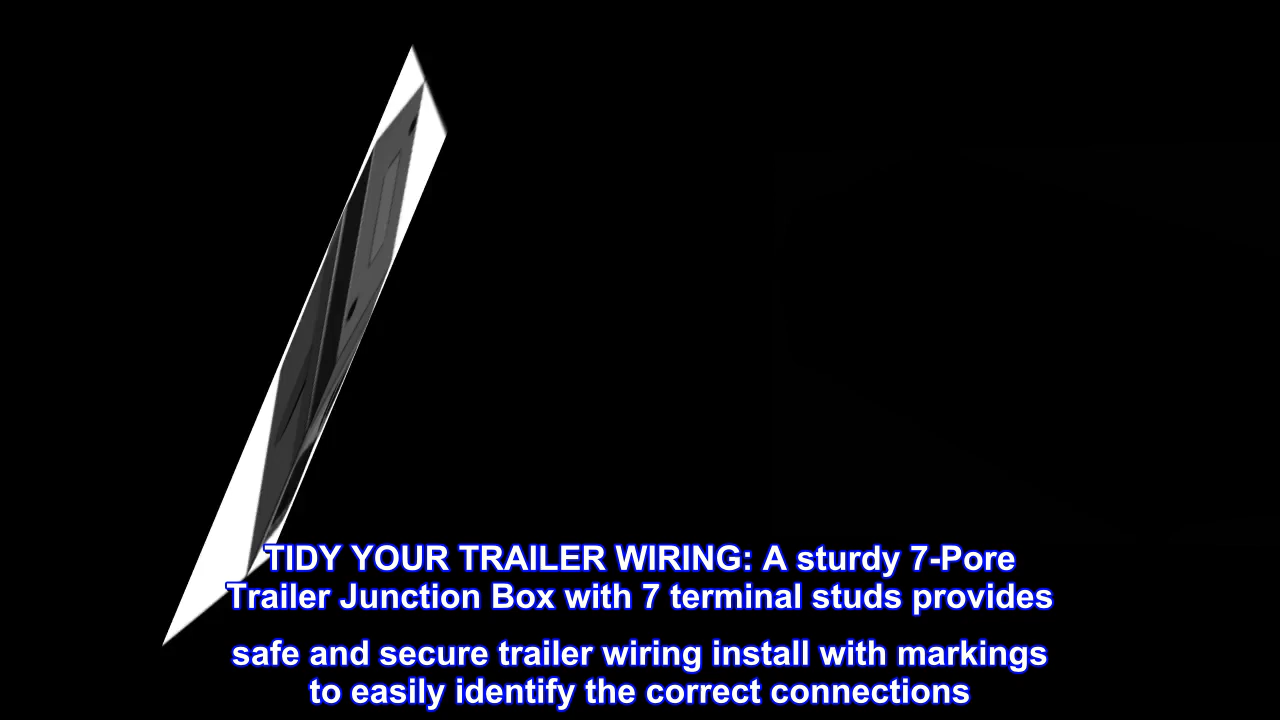 TIDY YOUR TRAILER WIRING: A sturdy 7-Pore
Trailer Junction Box with 7 terminal studs provides
safe and secure trailer wiring install with markings
to easily identify the correct connections